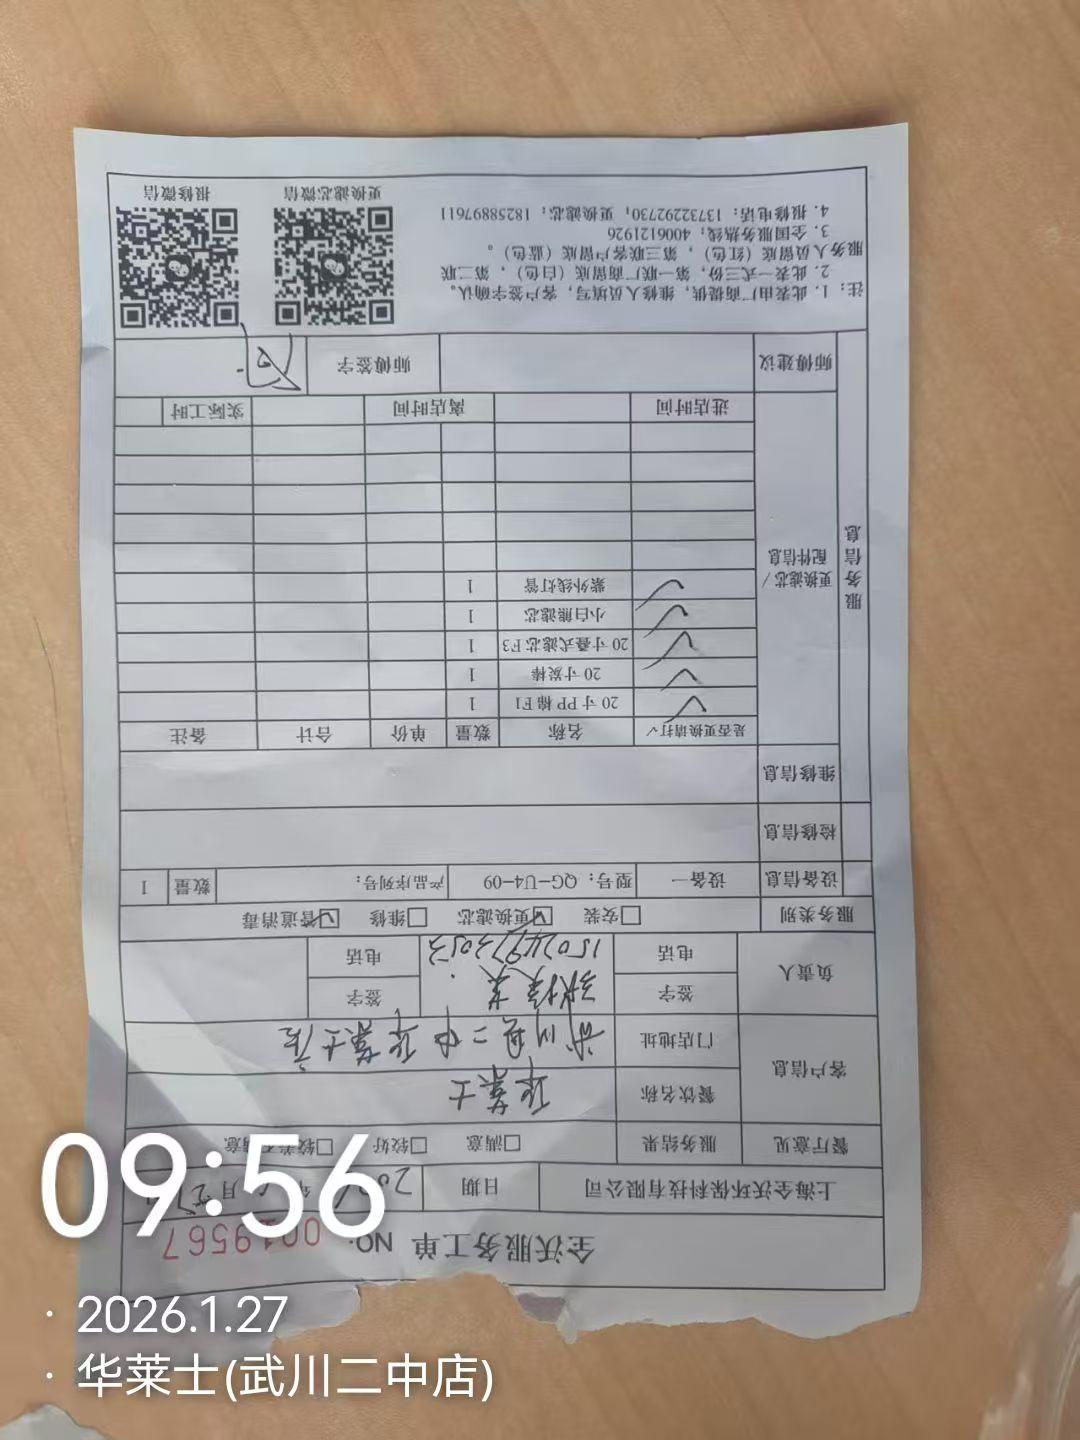 全沃服务工单 NO. 0019567
上海全沃环保科技有限公司 日期 年 月
餐厅意见 服务结果 □满意 □较好
客户信息 餐饮名称 华莱士
门店地址 武川县二中华莱士店
负责人 签字 签字
电话 15024973053 电话
服务类别 □安装 ☑更换滤芯 □维修 ☑管道消毒
设备信息 设备一 型号：QG-U4-09 产品序列号： 数量 1
检修信息
维修信息
服务信息
更换滤芯/配件信息
是否更换请打√ 名称 数量 单价 合计 备注
✓ 20寸PP棉F1 1
✓ 20寸炭棒 1
✓ 20寸叠式滤芯F3 1
✓ 小白熊滤芯 1
✓ 紫外线灯管 1
进店时间 离店时间 实际工时
师傅建议 师傅签字
注：1．此表由厂商提供，维修人员填写，客户签字确认。
2．此表一式三份，第一联厂商留底（白色），第二联
服务人员留底（红色），第三联客户留底（蓝色）。
3．全国服务热线：4006121926
4．报修电话：13732292730；更换滤芯：18258897611
更换滤芯微信 报修微信
09:56
· 2026.1.27
· 华莱士(武川二中店)